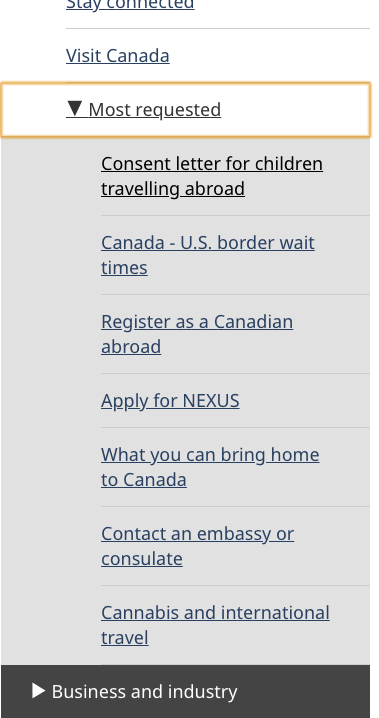 Stay connected
Visit Canada
▼ Most requested
Consent letter for children
travelling abroad
Canada - U.S. border wait
times
Register as a Canadian
abroad
Apply for NEXUS
What you can bring home
to Canada
Contact an embassy or
consulate
Cannabis and international
travel
▶ Business and industry